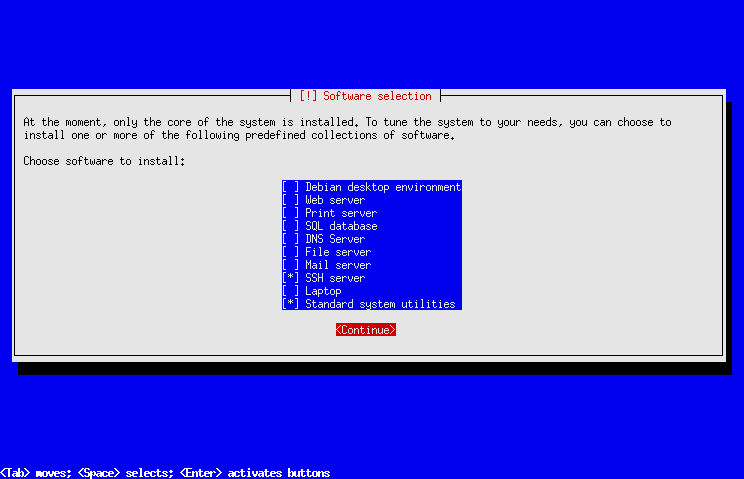 [!] Software selection
At the moment, only the core of the system is installed. To tune the system to your needs, you can choose to
install one or more of the following predefined collections of software.
Choose software to install:
[ ] Debian desktop environment
[ ] Web server
[ ] Print server
[ ] SQL database
[ ] DNS Server
[ ] File server
[ ] Mail server
[*] SSH server
[ ] Laptop
[*] Standard system utilities
<Continue>
<Tab> moves; <Space> selects; <Enter> activates buttons